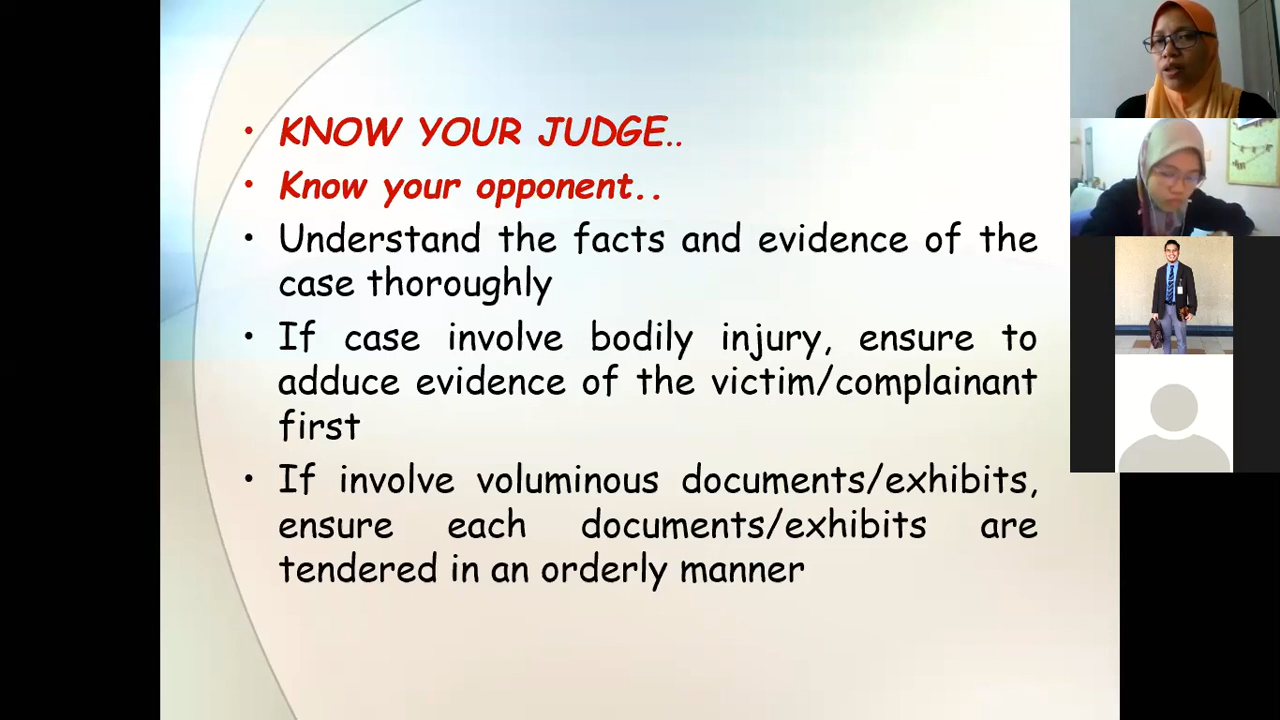 • KNOW YOUR JUDGE..
• Know your opponent..
• Understand the facts and evidence of the
case thoroughly
• If case involve bodily injury, ensure to
adduce evidence of the victim/complainant
first
• If involve voluminous documents/exhibits,
ensure each documents/exhibits are
tendered in an orderly manner